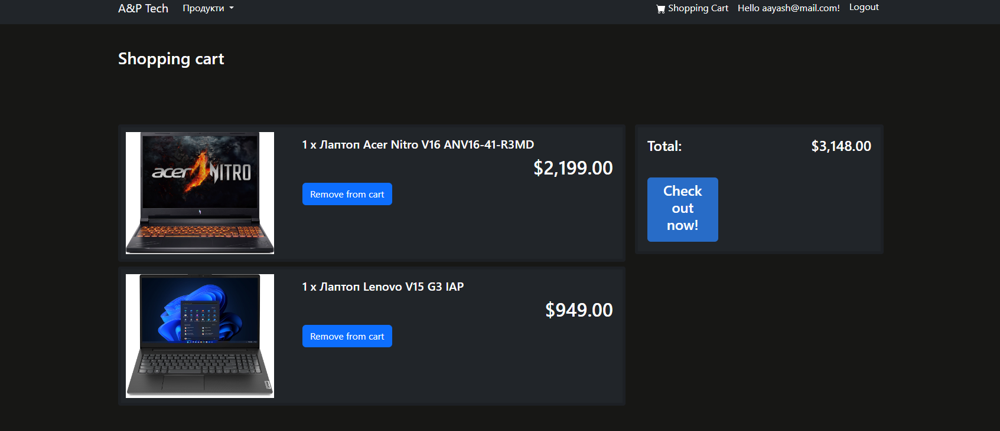 A&P Tech
Продукти
Shopping Cart
Hello aayash@mail.com!
Logout
Shopping cart
acer NITRO
1 x Лаптоп Acer Nitro V16 ANV16-41-R3MD
$2,199.00
Remove from cart
Total:
$3,148.00
Check
out
now!
1 x Лаптоп Lenovo V15 G3 IAP
$949.00
Remove from cart